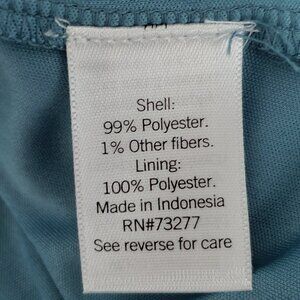 Shell:
99% Polyester.
1% Other fibers.
Lining:
100% Polyester.
Made in Indonesia
RN#73277
See reverse for care